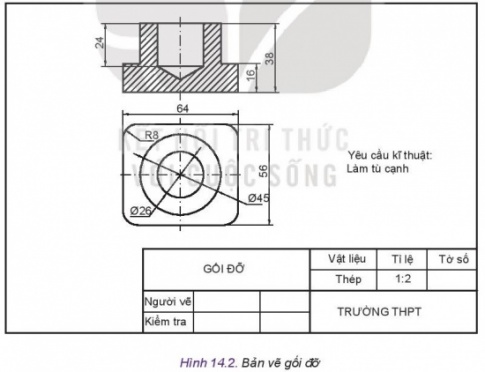 24
16
38
64
KẾT NỐI TRI THỨC
VỚI CUỘC SỐNG
R8
56
Ø26
Ø45
Yêu cầu kĩ thuật:
Làm tù cạnh
GỐI ĐỠ
Vật liệu Tỉ lệ Tờ số
Thép 1:2
Người vẽ
Kiểm tra
TRƯỜNG THPT
Hình 14.2. Bản vẽ gối đỡ